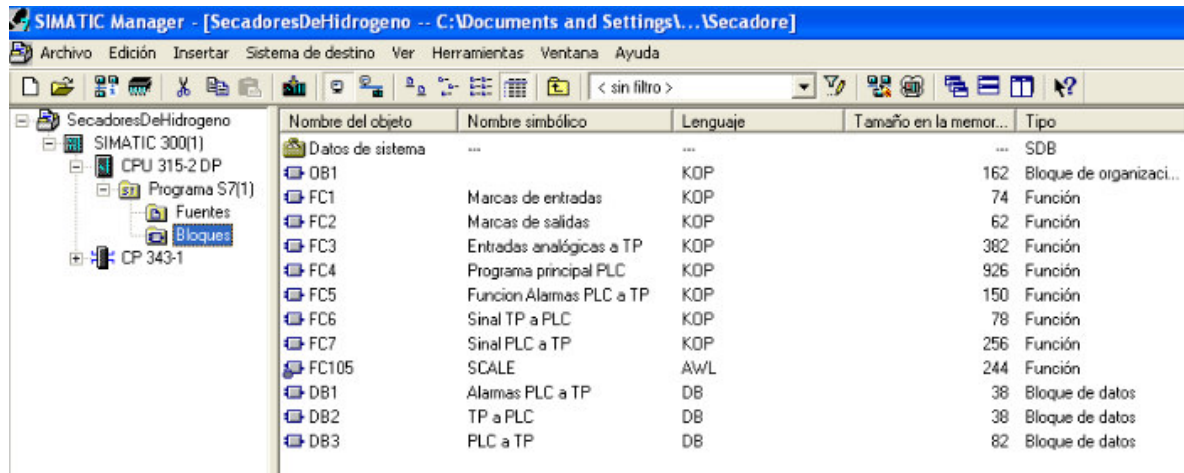 SIMATIC Manager - [SecadoresDeHidrogeno -- C:\Documents and Settings\...\Secadore]
Archivo Edición Insertar Sistema de destino Ver Herramientas Ventana Ayuda
< sin filtro >
SecadoresDeHidrogeno
SIMATIC 300(1)
CPU 315-2 DP
Programa S7(1)
Fuentes
Bloques
CP 343-1
Nombre del objeto Nombre simbólico Lenguaje Tamaño en la memor... Tipo
Datos de sistema --- --- --- SDB
OB1 KOP 162 Bloque de organizaci...
FC1 Marcas de entradas KOP 74 Función
FC2 Marcas de salidas KOP 62 Función
FC3 Entradas analógicas a TP KOP 382 Función
FC4 Programa principal PLC KOP 926 Función
FC5 Funcion Alarmas PLC a TP KOP 150 Función
FC6 Sinal TP a PLC KOP 78 Función
FC7 Sinal PLC a TP KOP 256 Función
FC105 SCALE AWL 244 Función
DB1 Alarmas PLC a TP DB 38 Bloque de datos
DB2 TP a PLC DB 38 Bloque de datos
DB3 PLC a TP DB 82 Bloque de datos